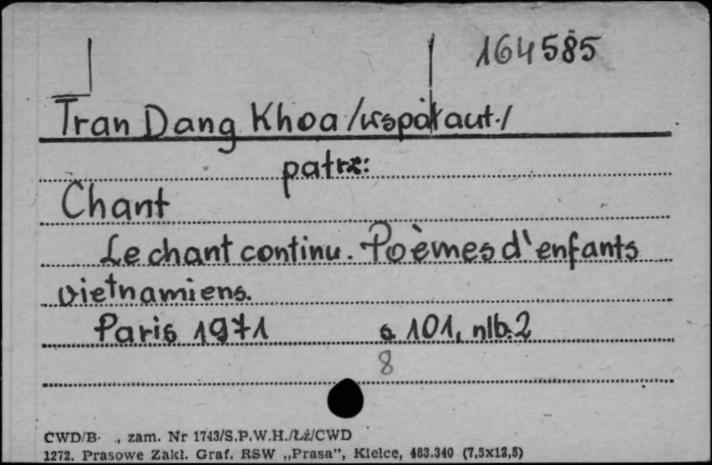 164585
Tran Dang Khoa /współaut./
patrz:
Chant
Le chant continu. Poèmes d'enfants
vietnamiens.
Paris 1971 s. 101, nlb. 2
8
CWD/B- ., zam. Nr 1743/S.P.W.H./Łź/CWD
1272. Prasowe Zakł. Graf. RSW „Prasa”, Kielce, 483.340 (7,5x12,5)